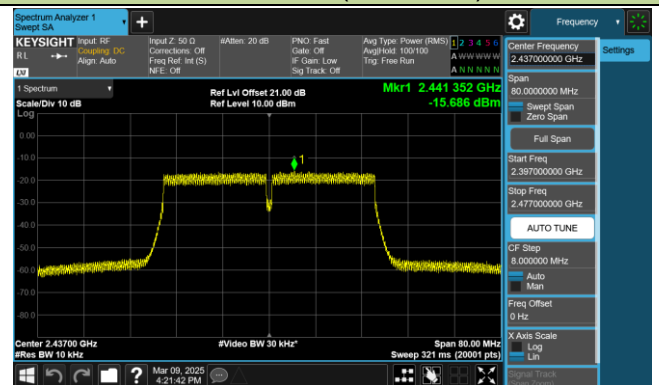 Spectrum Analyzer 1
Swept SA
Frequency
KEYSIGHT
RL
LXI
Input: RF
Coupling: DC
Align: Auto
Input Z: 50 Ω
Corrections: Off
Freq Ref: Int (S)
NFE: Off
#Atten: 20 dB
PNO: Fast
Gate: Off
IF Gain: Low
Sig Track: Off
Avg Type: Power (RMS)
Avg|Hold: 100/100
Trig: Free Run
1 2 3 4 5 6
A W W W W W
A N N N N N
1 Spectrum
Scale/Div 10 dB
Log
Ref Lvl Offset 21.00 dB
Ref Level 10.00 dBm
Mkr1 2.441 352 GHz
-15.686 dBm
1
0.00
-10.0
-20.0
-30.0
-40.0
-50.0
-60.0
-70.0
-80.0
Center 2.43700 GHz
#Res BW 10 kHz
#Video BW 30 kHz*
Span 80.00 MHz
Sweep 321 ms (20001 pts)
Mar 09, 2025
4:21:42 PM
Center Frequency
2.437000000 GHz
Settings
Span
80.0000000 MHz
Swept Span
Zero Span
Full Span
Start Freq
2.397000000 GHz
Stop Freq
2.477000000 GHz
AUTO TUNE
CF Step
8.000000 MHz
Auto
Man
Freq Offset
0 Hz
X Axis Scale
Log
Lin
Signal Track